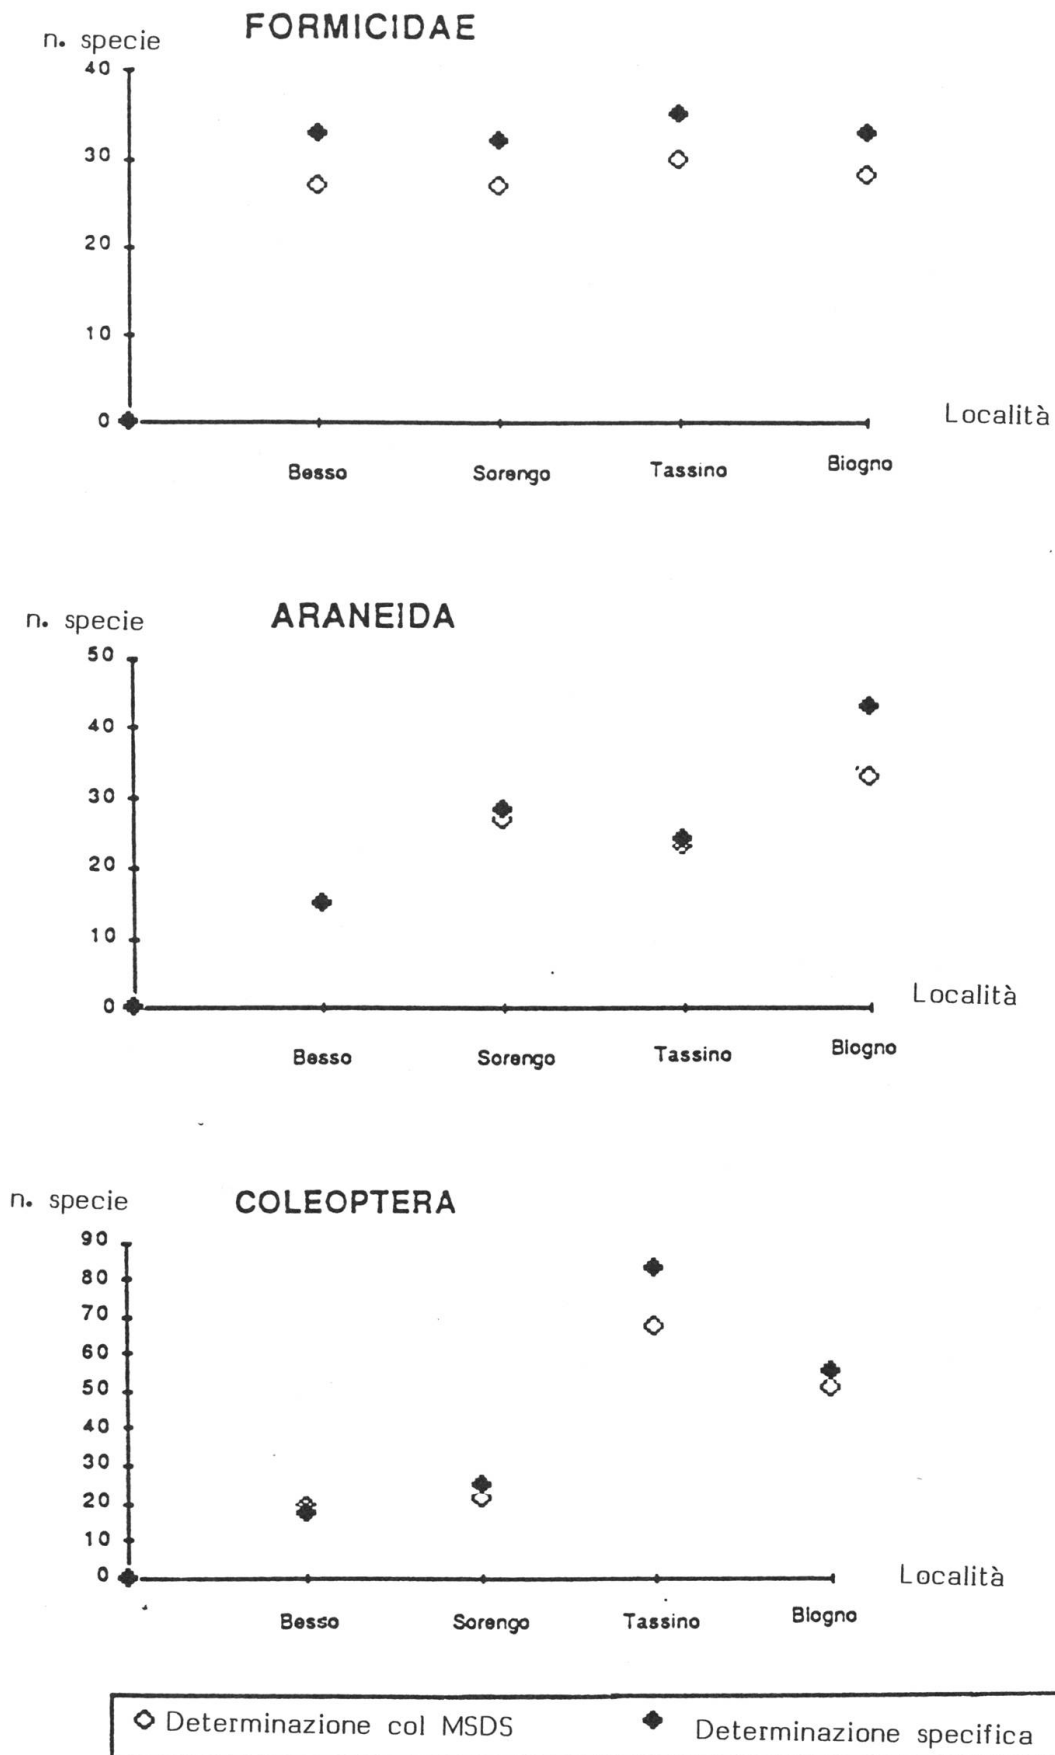 FORMICIDAE
n. specie
40
30
20
10
0
Località
Besso Sorengo Tassino Biogno
n. specie ARANEIDA
50
40
30
20
10
0
Località
Besso Sorengo Tassino Biogno
n. specie COLEOPTERA
90
80
70
60
50
40
30
20
10
0
Località
Besso Sorengo Tassino Biogno
Determinazione col MSDS Determinazione specifica